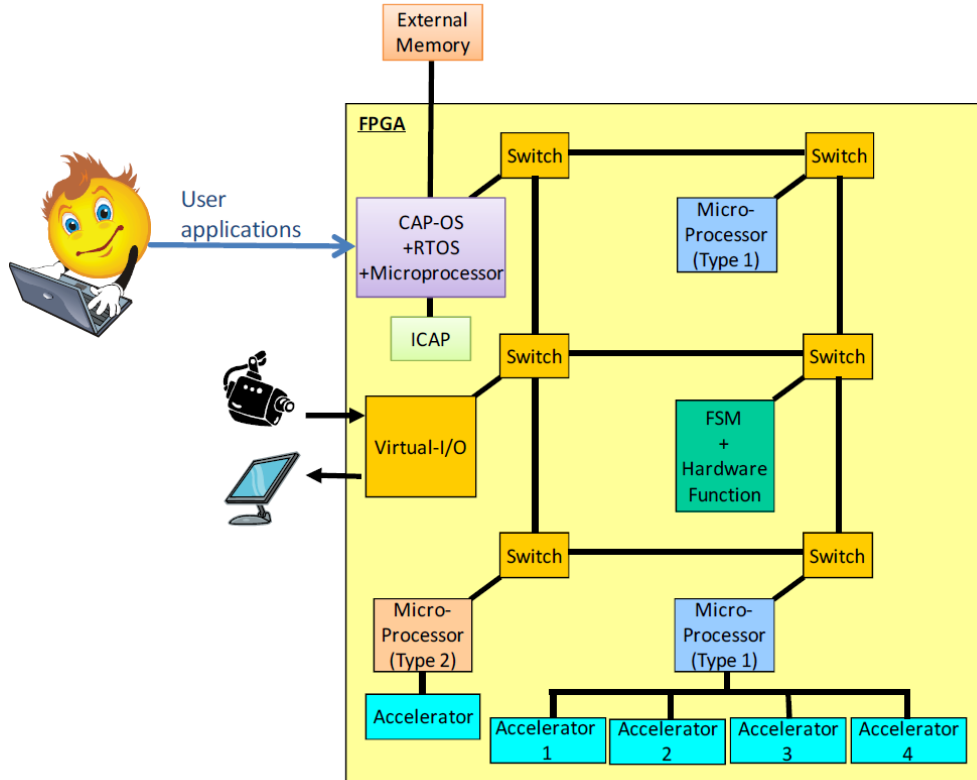 External
Memory
FPGA
Switch
Switch
User
applications
CAP-OS
+RTOS
+Microprocessor
Micro-
Processor
(Type 1)
ICAP
Switch
Switch
Virtual-I/O
FSM
+
Hardware
Function
Switch
Switch
Micro-
Processor
(Type 2)
Micro-
Processor
(Type 1)
Accelerator
Accelerator
1
Accelerator
2
Accelerator
3
Accelerator
4